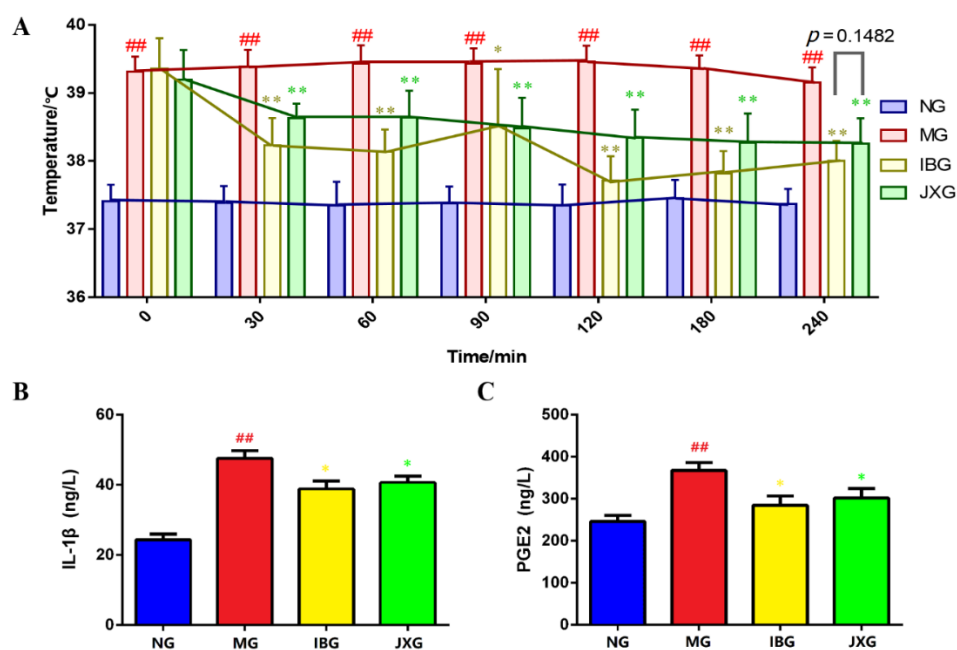 A
40
39
38
37
36
Temperature/℃
## ## ## ## ## ## ##
** ** * ** ** **
** ** ** ** ** **
p = 0.1482
NG
MG
IBG
JXG
0 30 60 90 120 180 240
Time/min
B
60
40
20
0
IL-1β (ng/L)
## * *
NG MG IBG JXG
C
500
400
300
200
100
0
PGE2 (ng/L)
## * *
NG MG IBG JXG